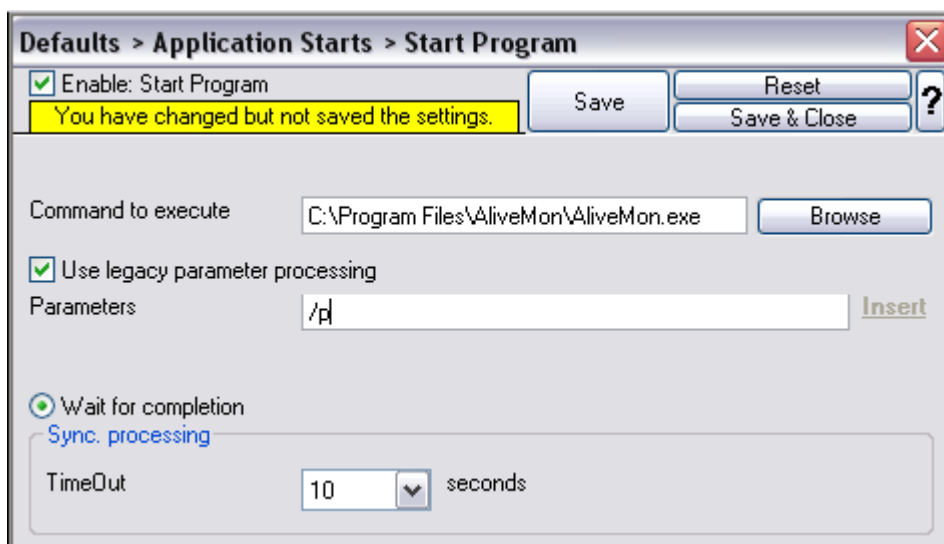 Defaults > Application Starts > Start Program
Enable: Start Program
You have changed but not saved the settings.
Save
Reset
Save & Close
?
Command to execute
C:\Program Files\AliveMon\AliveMon.exe
Browse
Use legacy parameter processing
Parameters
/p
Insert
Wait for completion
Sync. processing
TimeOut
10
seconds